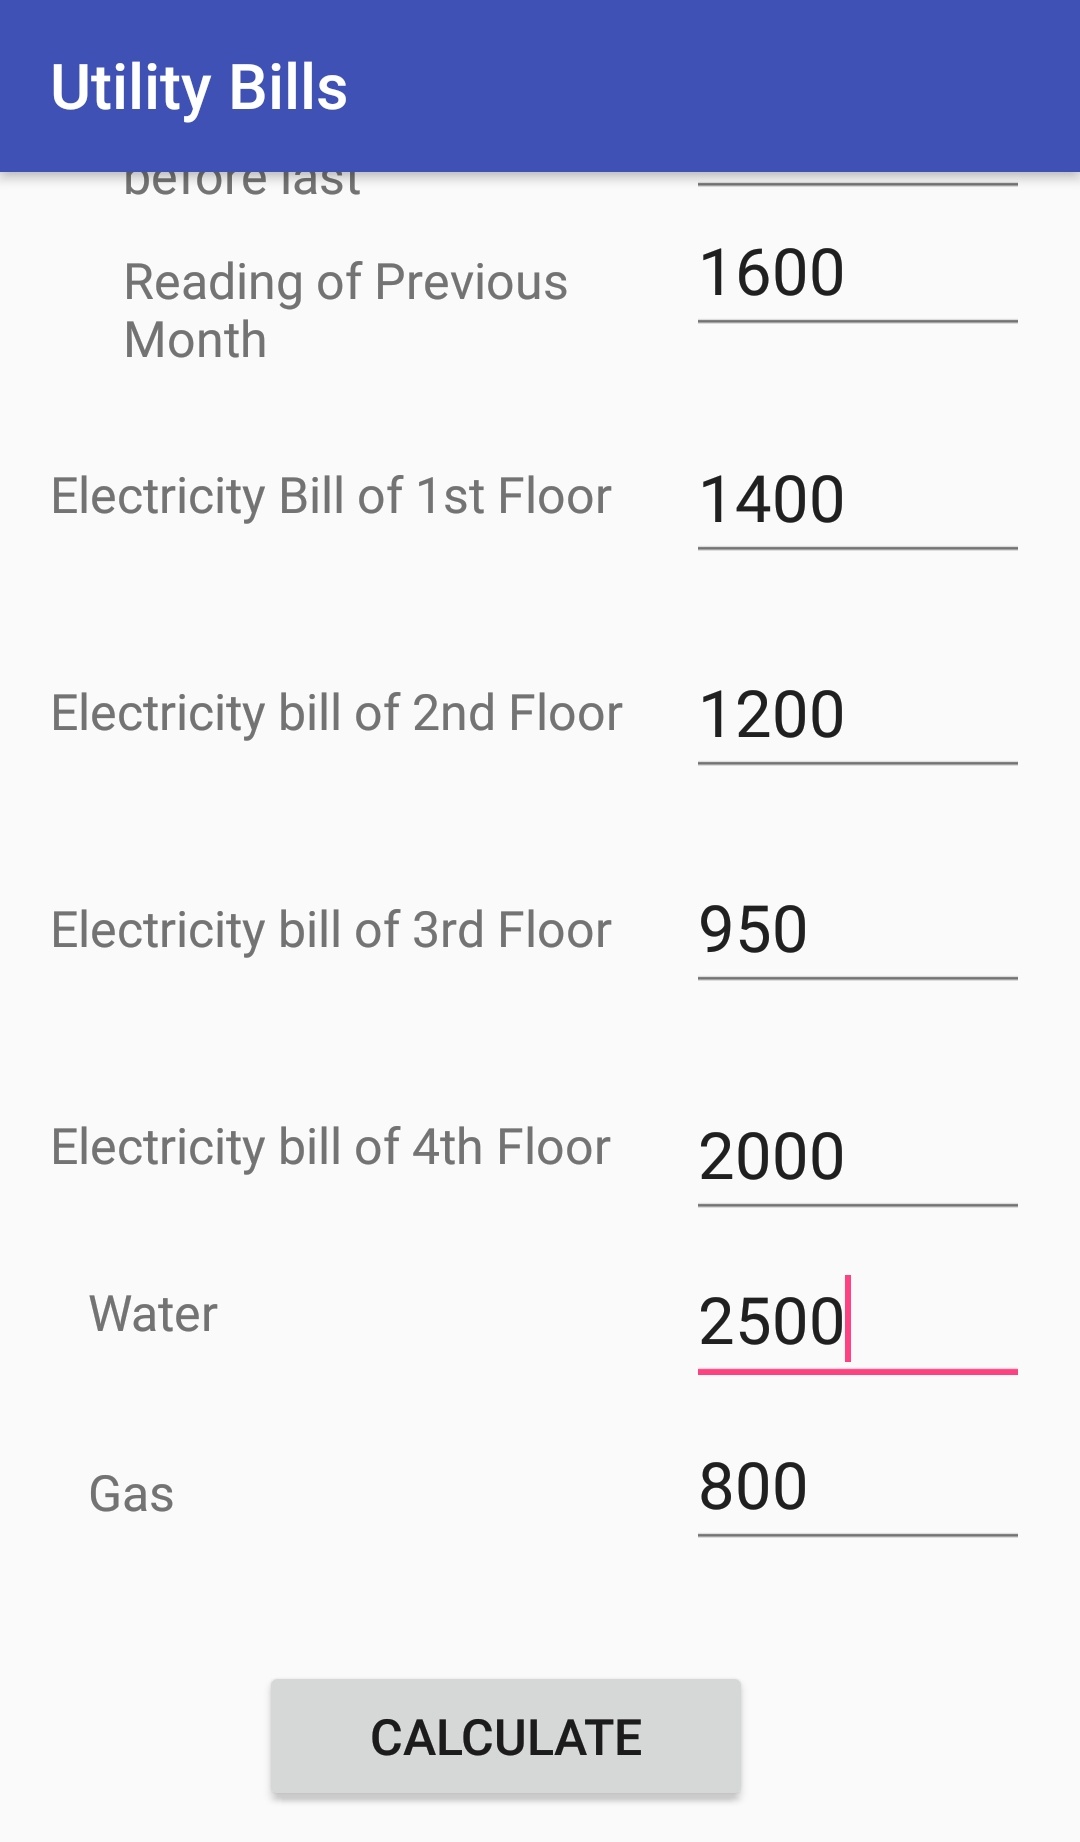 Utility Bills
before last
Reading of Previous
Month
1600
Electricity Bill of 1st Floor
1400
Electricity bill of 2nd Floor
1200
Electricity bill of 3rd Floor
950
Electricity bill of 4th Floor
2000
Water
2500
Gas
800
CALCULATE